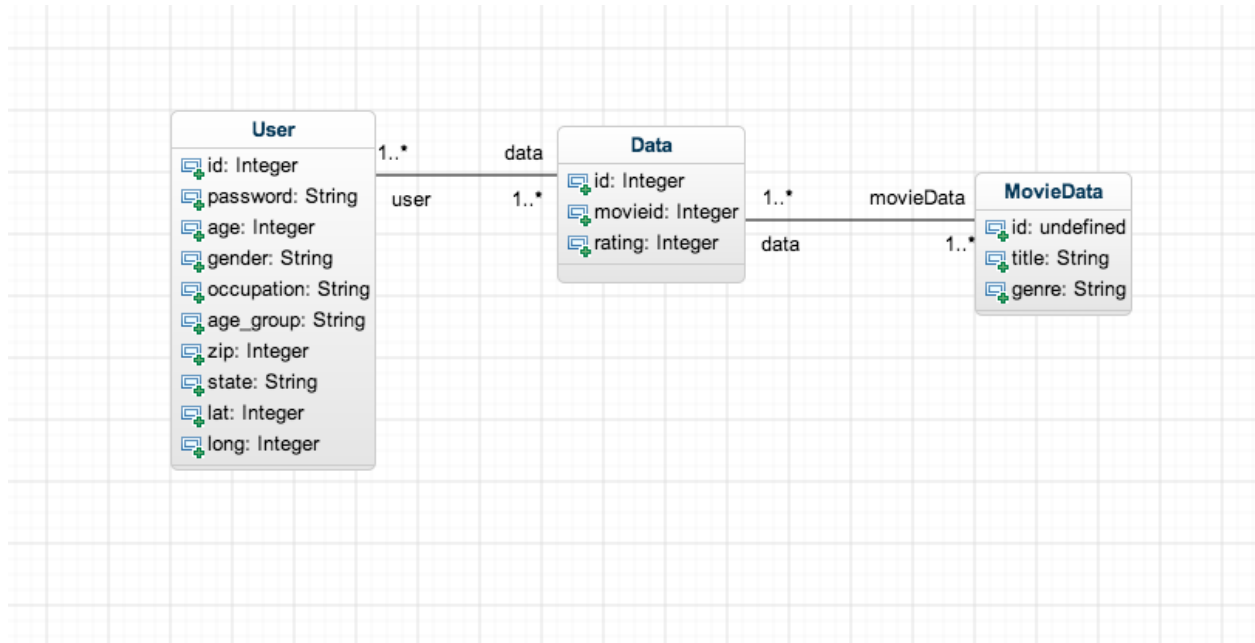 User
id: Integer
password: String
age: Integer
gender: String
occupation: String
age_group: String
zip: Integer
state: String
lat: Integer
long: Integer
1..*
data
user
1..*
Data
id: Integer
movieid: Integer
rating: Integer
1..*
movieData
data
1..*
MovieData
id: undefined
title: String
genre: String